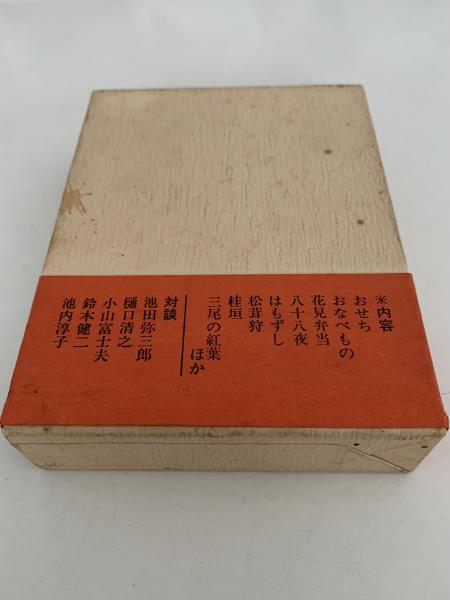 ＊内容
おせち
おなべもの
花見弁当
八十八夜
はもずし
松茸狩
桂垣
三尾の紅葉
ほか
対談
池田弥三郎
樋口清之
小山富士夫
鈴木健二
池内淳子